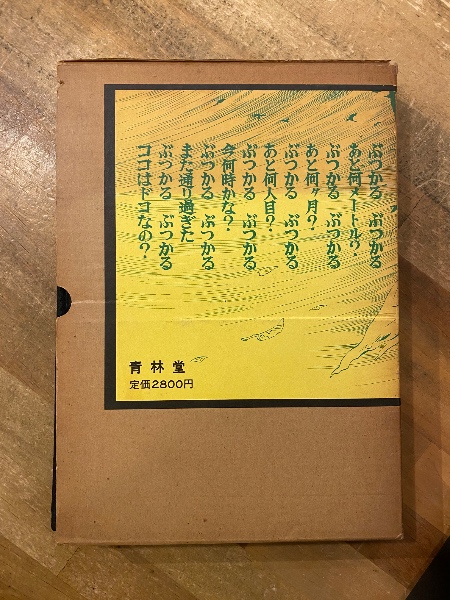 ぶつかる　ぶつかる
あと何メートル？
ぶつかる　ぶつかる
あと何ヶ月？
ぶつかる　ぶつかる
あと何人目？
ぶつかる　ぶつかる
今何時かな？
ぶつかる　ぶつかる
また通り過ぎた
ぶつかる　ぶつかる
ココはドコなの？
青林堂
定価2800円